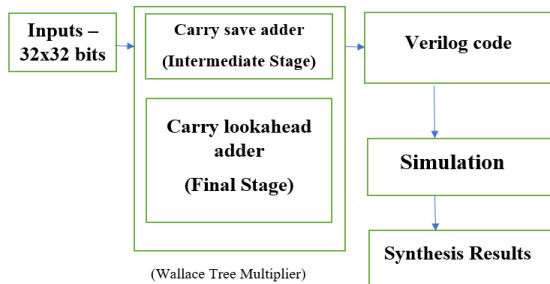 Inputs –
32x32 bits
Carry save adder
(Intermediate Stage)
Carry lookahead
adder
(Final Stage)
(Wallace Tree Multiplier)
Verilog code
Simulation
Synthesis Results